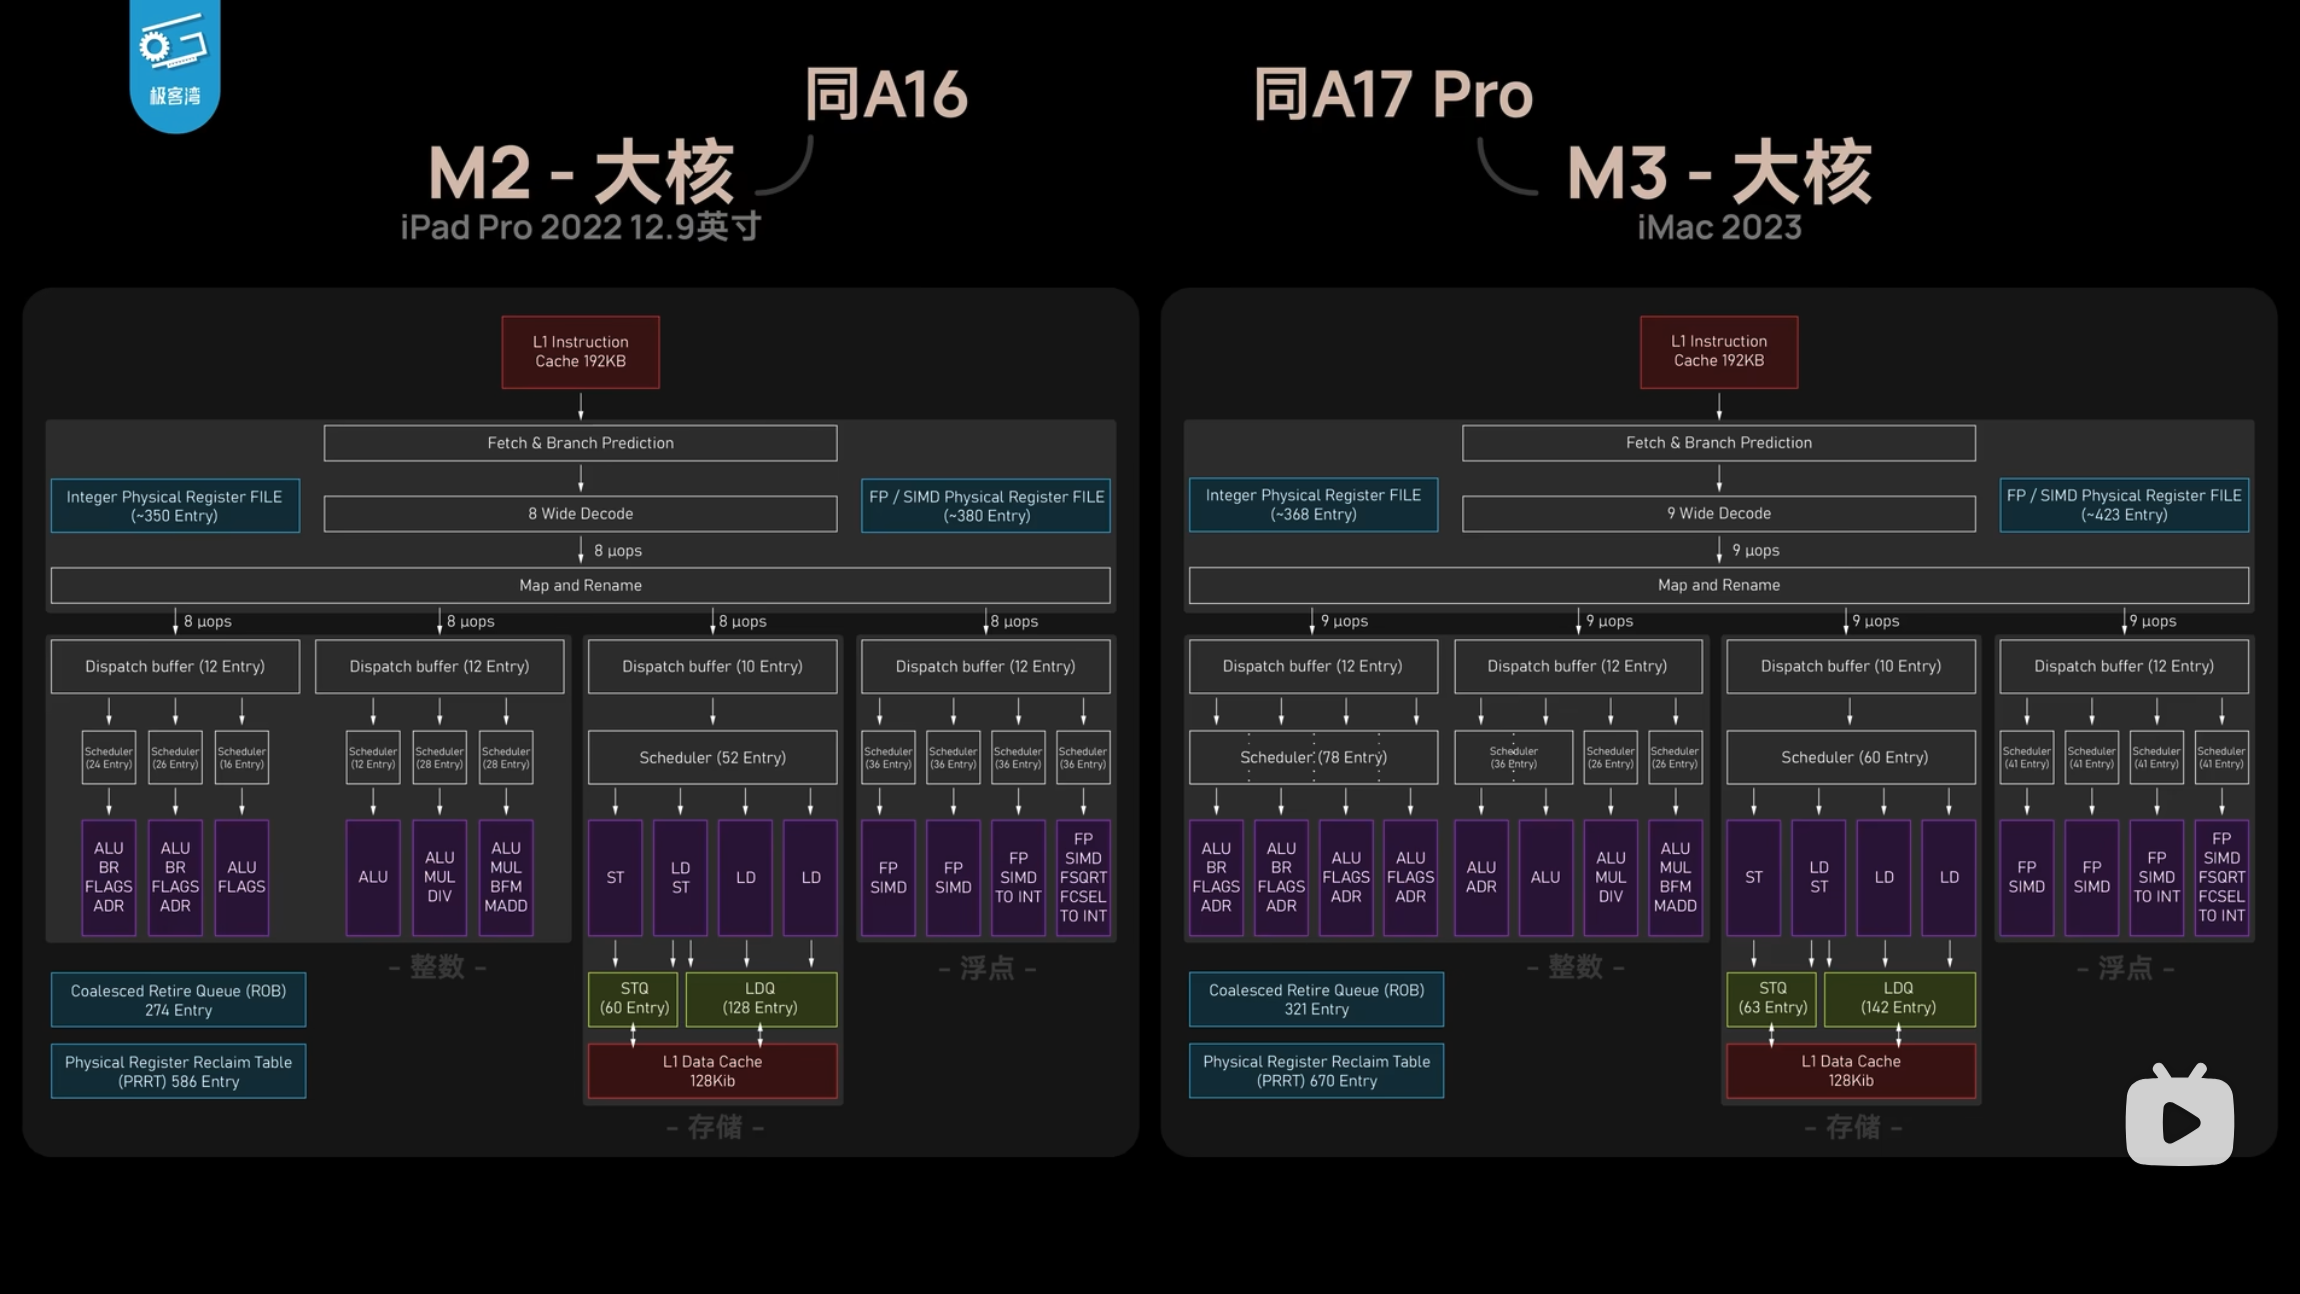 极客湾
同A16
M2 - 大核
iPad Pro 2022 12.9英寸
L1 Instruction
Cache 192KB
Fetch & Branch Prediction
Integer Physical Register FILE
(~350 Entry)
8 Wide Decode
FP / SIMD Physical Register FILE
(~380 Entry)
8 μops
Map and Rename
8 μops
8 μops
8 μops
8 μops
Dispatch buffer (12 Entry)
Dispatch buffer (12 Entry)
Dispatch buffer (10 Entry)
Dispatch buffer (12 Entry)
Scheduler
(24 Entry)
Scheduler
(26 Entry)
Scheduler
(16 Entry)
Scheduler
(12 Entry)
Scheduler
(28 Entry)
Scheduler
(28 Entry)
Scheduler (52 Entry)
Scheduler
(36 Entry)
Scheduler
(36 Entry)
Scheduler
(36 Entry)
Scheduler
(36 Entry)
ALU
BR
FLAGS
ADR
ALU
BR
FLAGS
ADR
ALU
FLAGS
ALU
ALU
MUL
DIV
ALU
MUL
BFM
MADD
ST
LD
ST
LD
LD
FP
SIMD
FP
SIMD
FP
SIMD
TO INT
FP
SIMD
FSQRT
FCSEL
TO INT
- 整数 -
- 浮点 -
Coalesced Retire Queue (ROB)
274 Entry
STQ
(60 Entry)
LDQ
(128 Entry)
Physical Register Reclaim Table
(PRRT) 586 Entry
L1 Data Cache
128Kib
- 存储 -
同A17 Pro
M3 - 大核
iMac 2023
L1 Instruction
Cache 192KB
Fetch & Branch Prediction
Integer Physical Register FILE
(~368 Entry)
9 Wide Decode
FP / SIMD Physical Register FILE
(~423 Entry)
9 μops
Map and Rename
9 μops
9 μops
9 μops
9 μops
Dispatch buffer (12 Entry)
Dispatch buffer (12 Entry)
Dispatch buffer (10 Entry)
Dispatch buffer (12 Entry)
Scheduler (78 Entry)
Scheduler
(36 Entry)
Scheduler
(26 Entry)
Scheduler
(26 Entry)
Scheduler (60 Entry)
Scheduler
(41 Entry)
Scheduler
(41 Entry)
Scheduler
(41 Entry)
Scheduler
(41 Entry)
ALU
BR
FLAGS
ADR
ALU
BR
FLAGS
ADR
ALU
FLAGS
ADR
ALU
FLAGS
ADR
ALU
ADR
ALU
ALU
MUL
DIV
ALU
MUL
BFM
MADD
ST
LD
ST
LD
LD
FP
SIMD
FP
SIMD
FP
SIMD
TO INT
FP
SIMD
FSQRT
FCSEL
TO INT
- 整数 -
- 浮点 -
Coalesced Retire Queue (ROB)
321 Entry
STQ
(63 Entry)
LDQ
(142 Entry)
Physical Register Reclaim Table
(PRRT) 670 Entry
L1 Data Cache
128Kib
- 存储 -